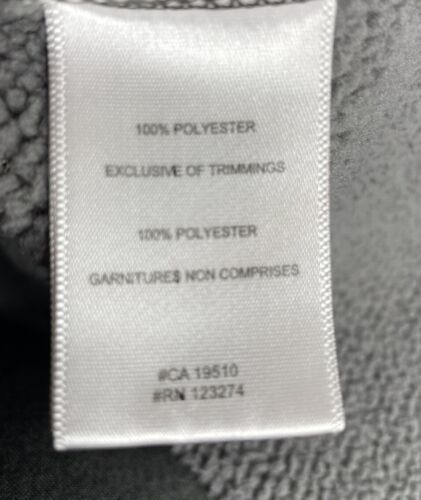 100% POLYESTER
EXCLUSIVE OF TRIMMINGS
100% POLYESTER
GARNITURES NON COMPRISES
#CA 19510
#RN 123274